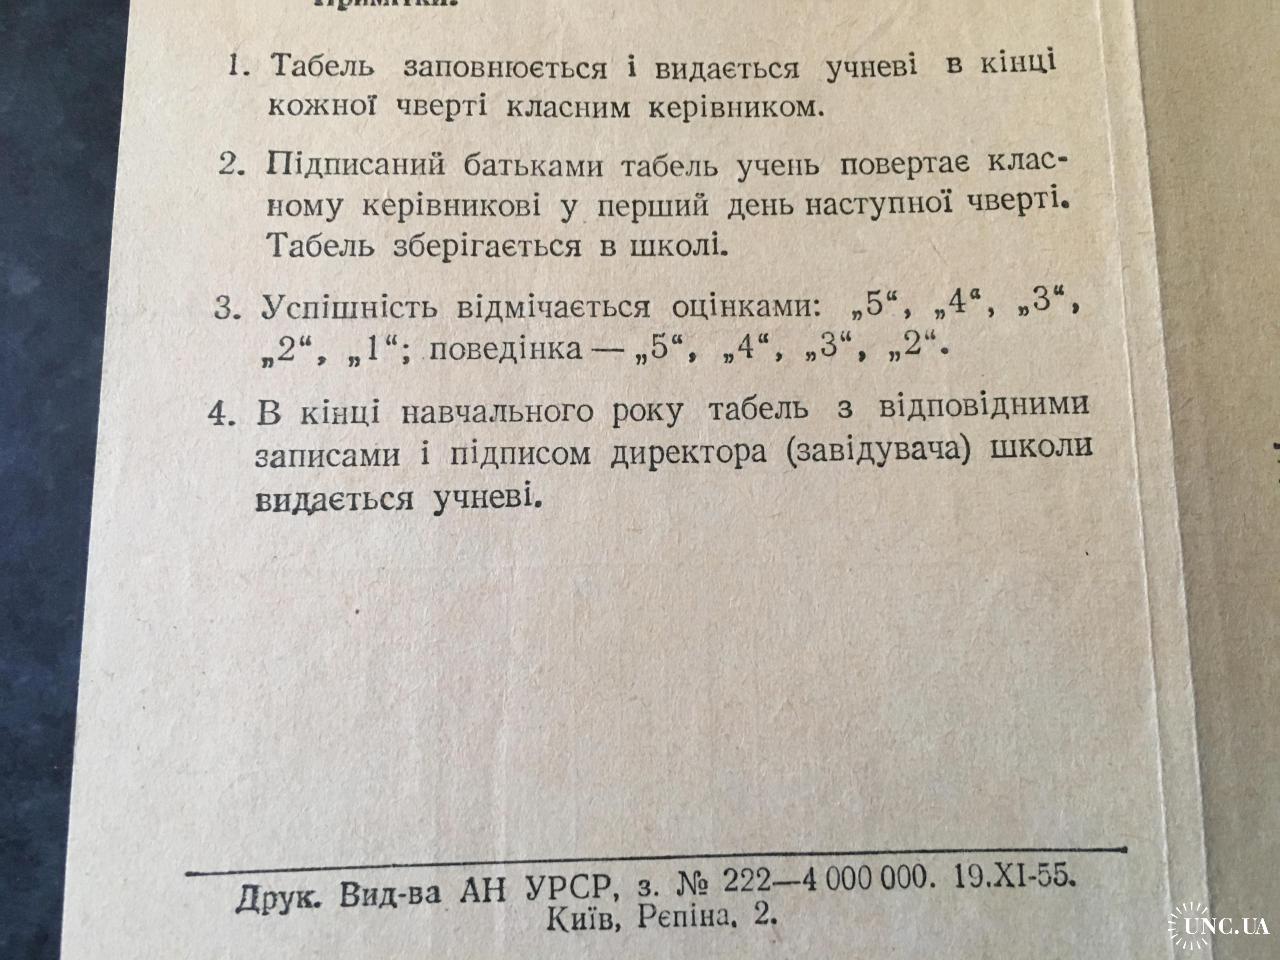 Примітки.
1. Табель заповнюється і видається учневі в кінці
кожної чверті класним керівником.
2. Підписаний батьками табель учень повертає клас-
ному керівникові у перший день наступної чверті.
Табель зберігається в школі.
3. Успішність відмічається оцінками: „5“, „4“, „3“,
„2“, „1“; поведінка — „5“, „4“, „3“, „2“.
4. В кінці навчального року табель з відповідними
записами і підписом директора (завідувача) школи
видається учневі.
Друк. Вид-ва АН УРСР, з. № 222—4 000 000. 19.XI-55.
Київ, Рєпіна, 2.
UNC.UA